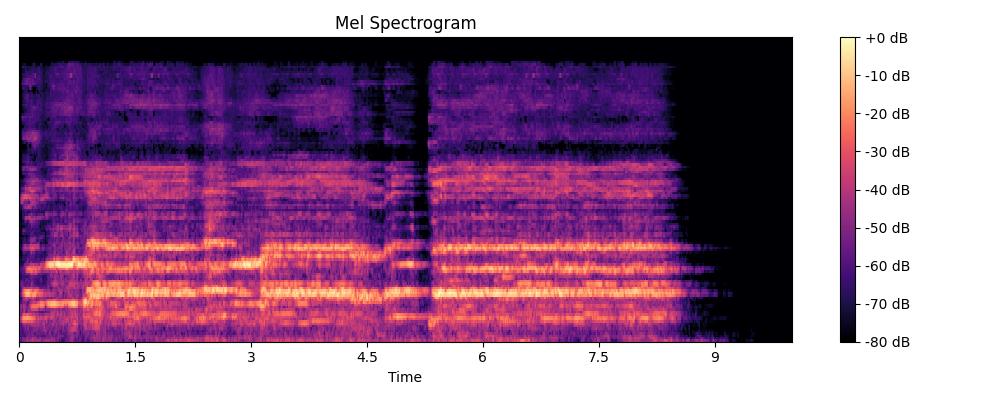 Mel Spectrogram
+0 dB
-10 dB
-20 dB
-30 dB
-40 dB
-50 dB
-60 dB
-70 dB
-80 dB
0 1.5 3 4.5 6 7.5 9
Time